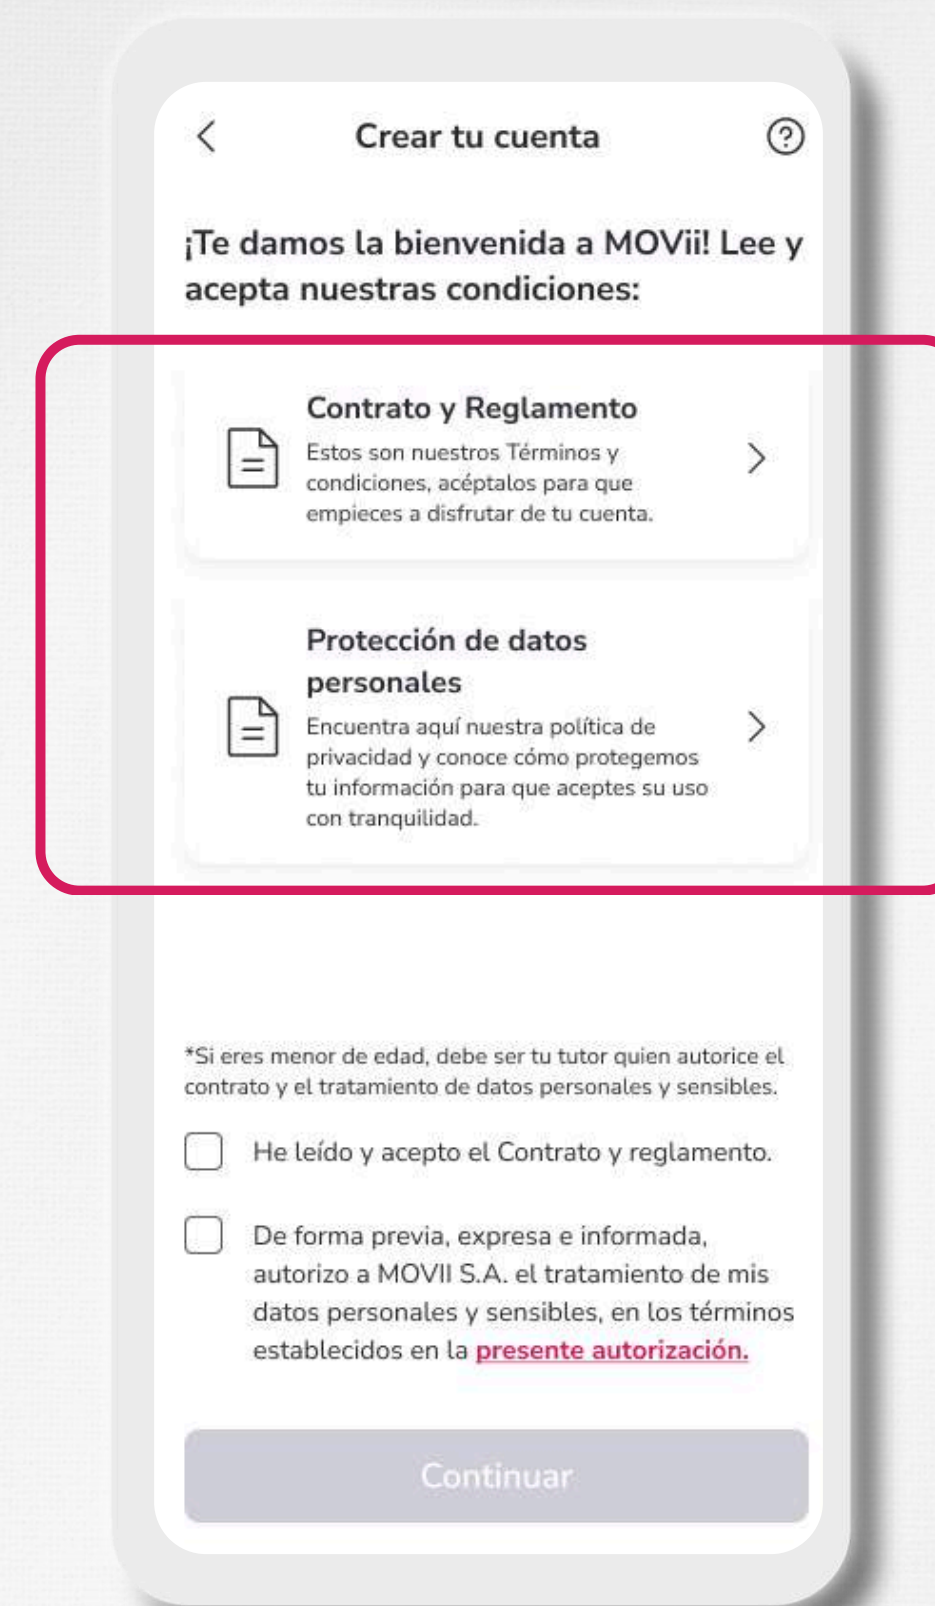 Crear tu cuenta
¡Te damos la bienvenida a MOVii! Lee y
acepta nuestras condiciones:
Contrato y Reglamento
Estos son nuestros Términos y
condiciones, acéptalos para que
empieces a disfrutar de tu cuenta.
Protección de datos
personales
Encuentra aquí nuestra política de
privacidad y conoce cómo protegemos
tu información para que aceptes su uso
con tranquilidad.
*Si eres menor de edad, debe ser tu tutor quien autorice el
contrato y el tratamiento de datos personales y sensibles.
He leído y acepto el Contrato y reglamento.
De forma previa, expresa e informada,
autorizo a MOVII S.A. el tratamiento de mis
datos personales y sensibles, en los términos
establecidos en la presente autorización.
Continuar